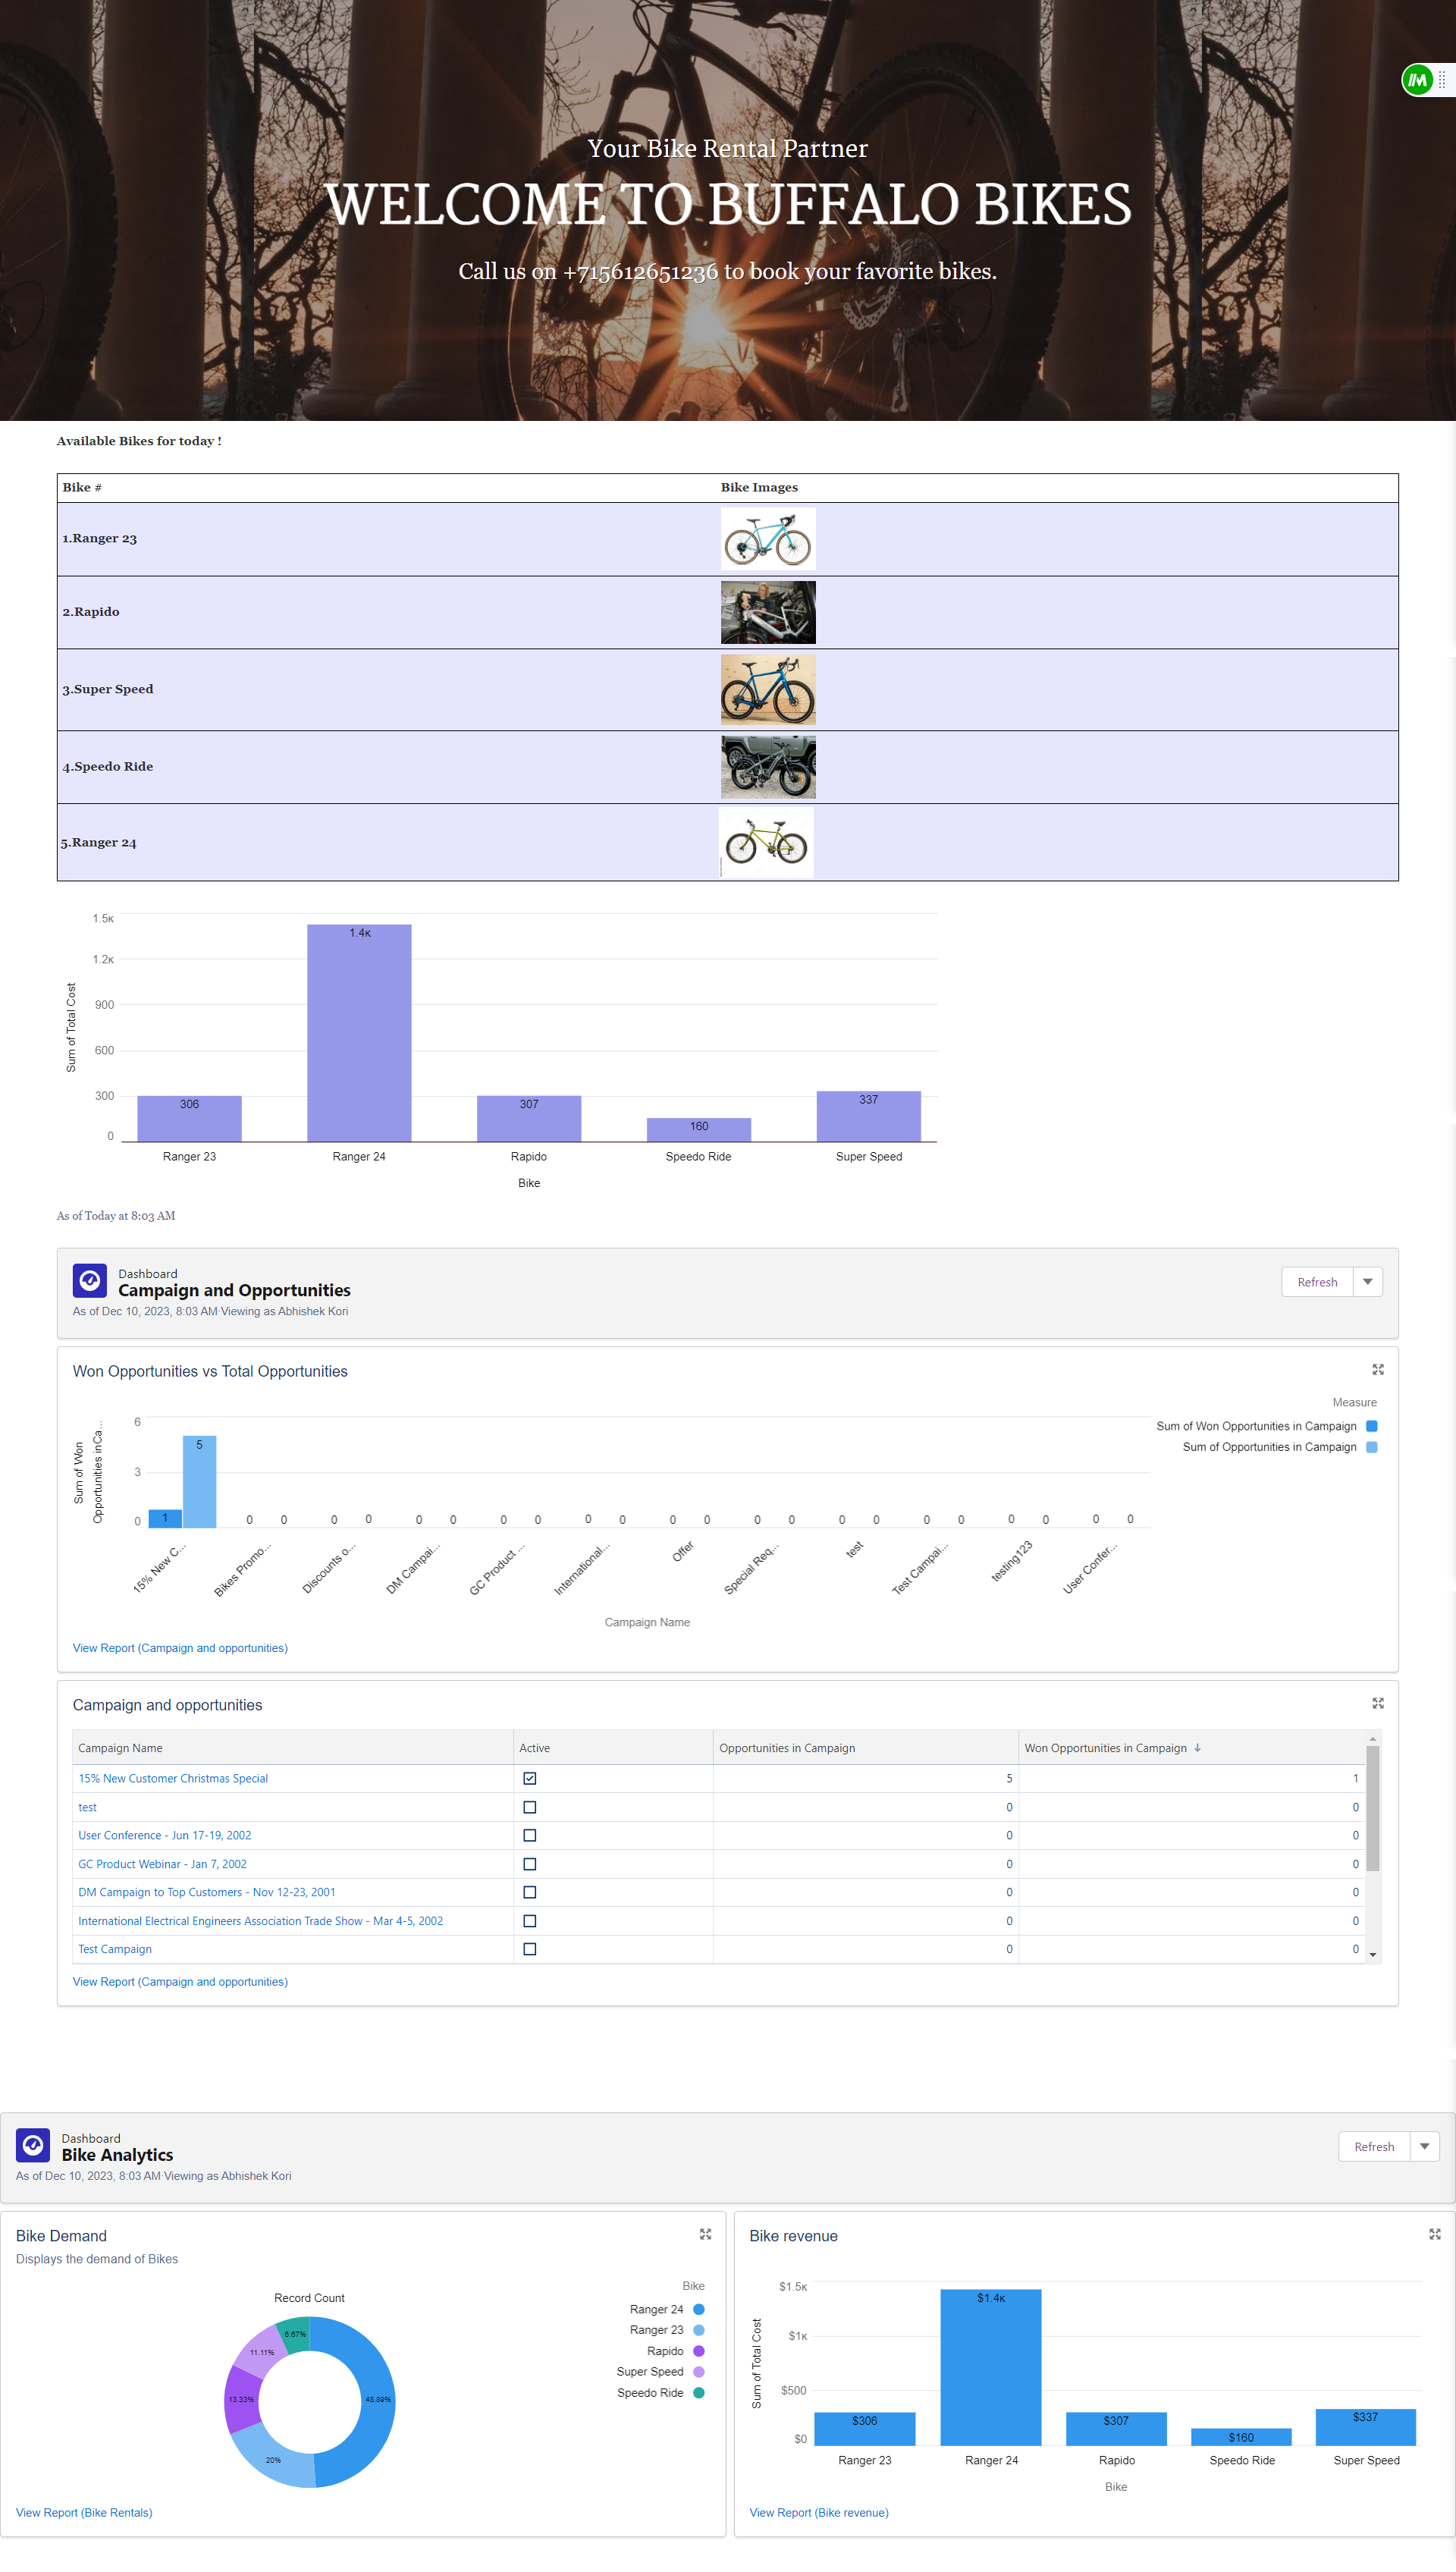 Your Bike Rental Partner
WELCOME TO BUFFALO BIKES
Call us on +715612651236 to book your favorite bikes.
Available Bikes for today !
Bike # Bike Images
1.Ranger 23
2.Rapido
3.Super Speed
4.Speedo Ride
5.Ranger 24
Sum of Total Cost
1.5K
1.2K
900
600
300
0
306 1.4K 307 160 337
Ranger 23 Ranger 24 Rapido Speedo Ride Super Speed
Bike
As of Today at 8:03 AM
Dashboard
Campaign and Opportunities
As of Dec 10, 2023, 8:03 AM·Viewing as Abhishek Kori
Refresh
Won Opportunities vs Total Opportunities
Measure
Sum of Won Opportunities in Campaign
Sum of Opportunities in Campaign
Sum of Won
Opportunities inCa...
6
3
0
1 5 0 0 0 0 0 0 0 0 0 0 0 0 0 0 0 0 0 0 0 0 0 0
15% New C... Bikes Promo... Discounts o... DM Campai... GC Product ... International... Offer Special Req... test Test Campai... testing123 User Confer...
Campaign Name
View Report (Campaign and opportunities)
Campaign and opportunities
Campaign Name Active Opportunities in Campaign Won Opportunities in Campaign ↓
15% New Customer Christmas Special 5 1
test 0 0
User Conference - Jun 17-19, 2002 0 0
GC Product Webinar - Jan 7, 2002 0 0
DM Campaign to Top Customers - Nov 12-23, 2001 0 0
International Electrical Engineers Association Trade Show - Mar 4-5, 2002 0 0
Test Campaign 0 0
View Report (Campaign and opportunities)
Dashboard
Bike Analytics
As of Dec 10, 2023, 8:03 AM·Viewing as Abhishek Kori
Refresh
Bike Demand
Displays the demand of Bikes
Record Count
Bike
Ranger 24
Ranger 23
Rapido
Super Speed
Speedo Ride
6.67%
11.11%
13.33%
48.89%
20%
View Report (Bike Rentals)
Bike revenue
Sum of Total Cost
$1.5K
$1K
$500
$0
$306 $1.4K $307 $160 $337
Ranger 23 Ranger 24 Rapido Speedo Ride Super Speed
Bike
View Report (Bike revenue)